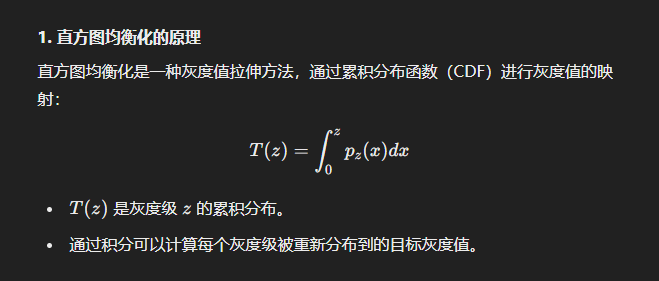 1. 直方图均衡化的原理
直方图均衡化是一种灰度值拉伸方法，通过累积分布函数（CDF）进行灰度值的映
射：
T(z) = ∫₀ᶻ p_z(x)dx
• T(z) 是灰度级 z 的累积分布。
• 通过积分可以计算每个灰度级被重新分布到的目标灰度值。